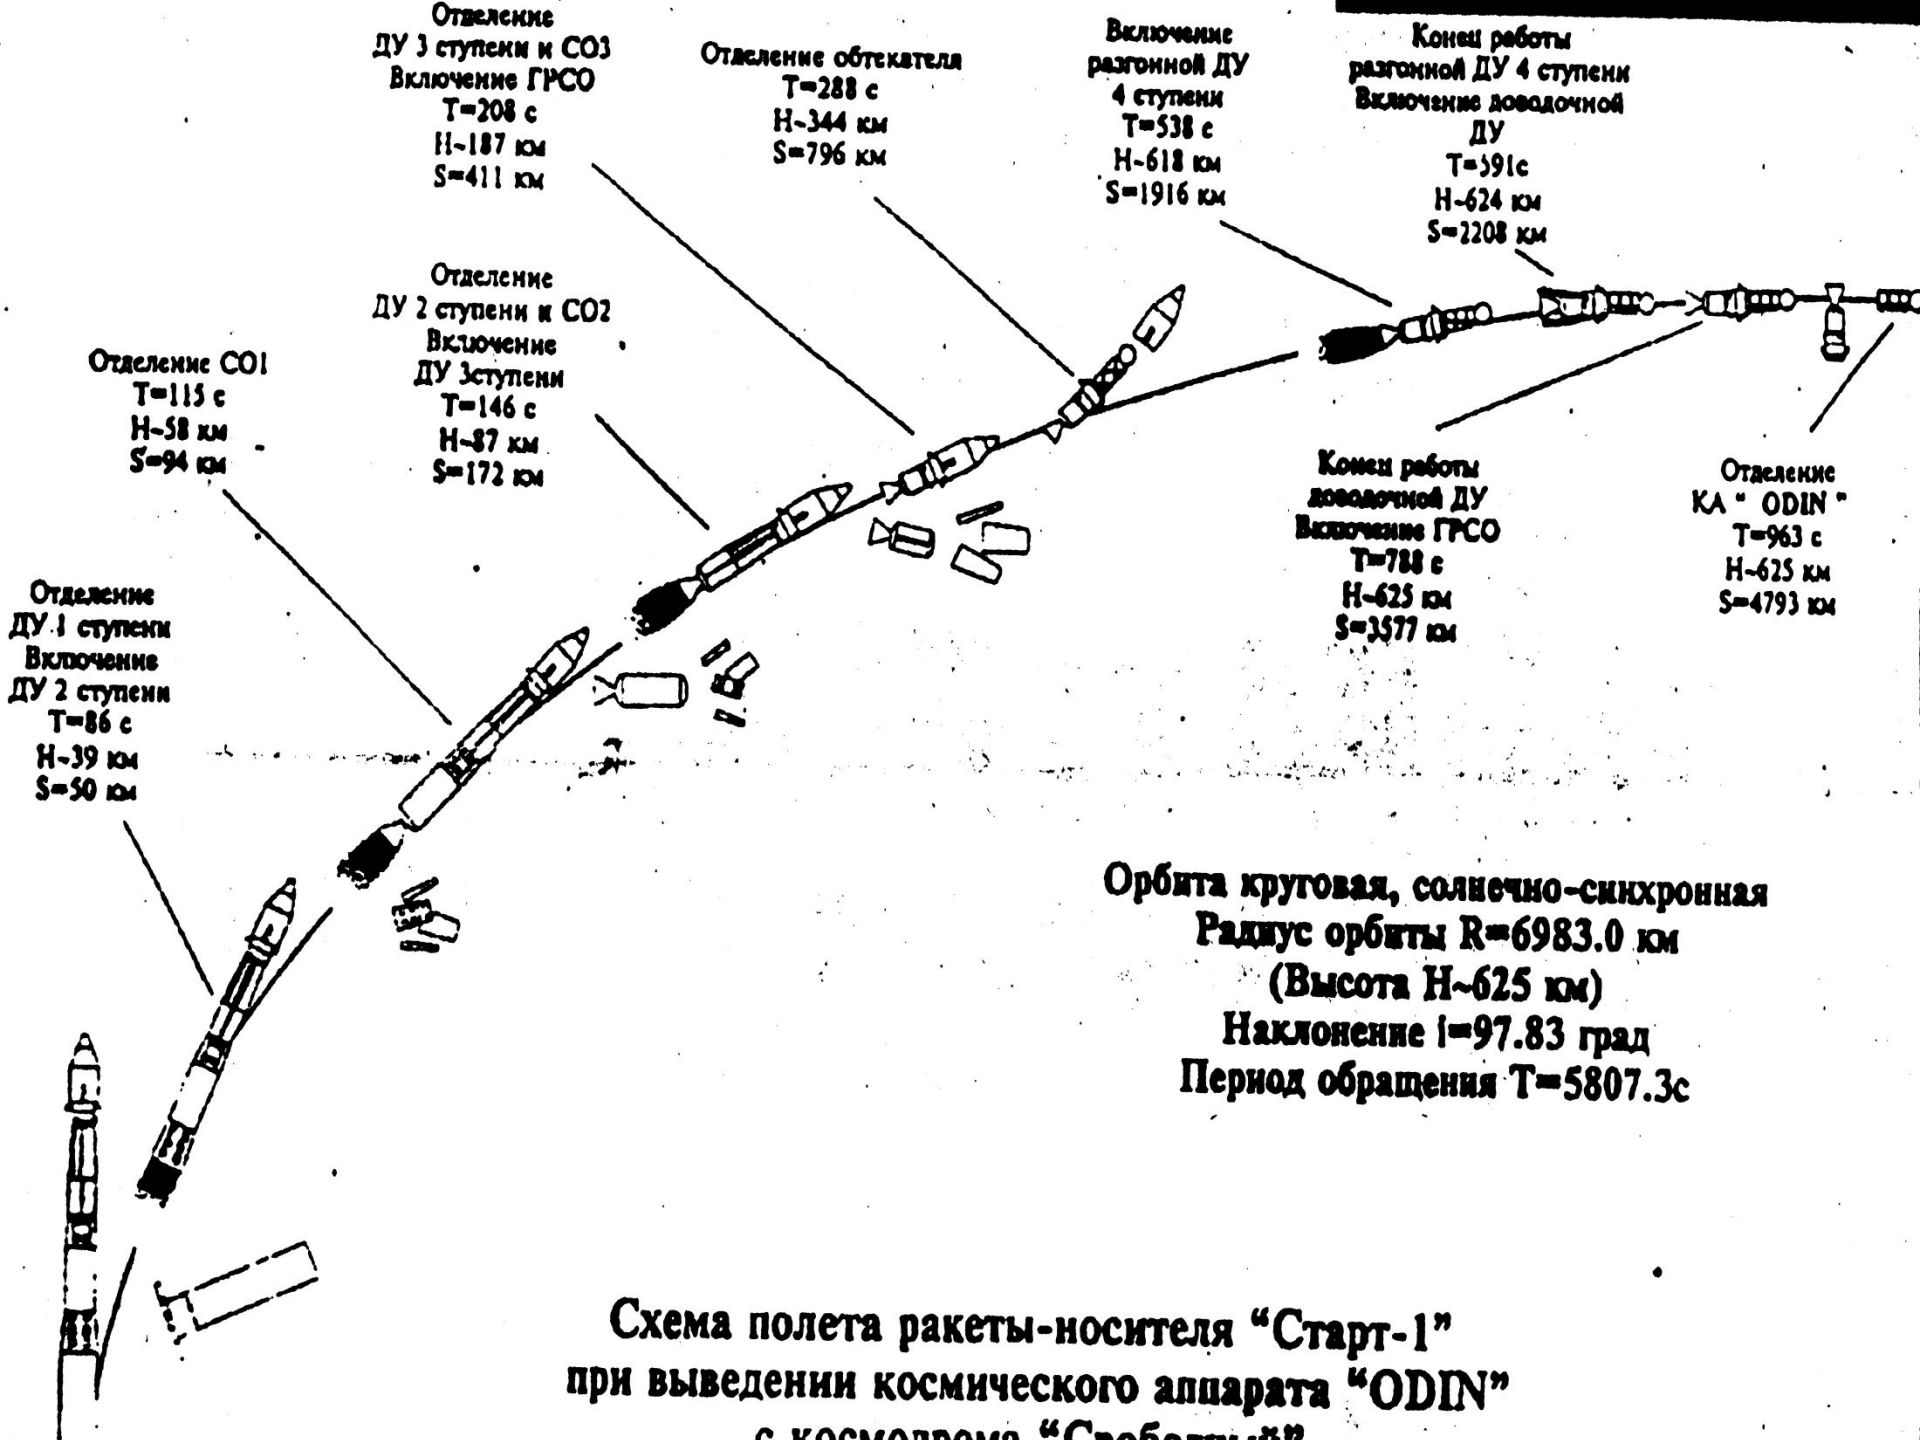 Отделение
ДУ 3 ступени и СО3
Включение ГРСО
Т=208 с
Н~187 км
S=411 км
Отделение обтекателя
Т=288 с
Н~344 км
S=796 км
Включение
разгонной ДУ
4 ступени
Т=538 с
Н~618 км
S=1916 км
Конец работы
разгонной ДУ 4 ступени
Включение доводочной
ДУ
Т=591с
Н~624 км
S=2208 км
Отделение
ДУ 2 ступени и СО2
Включение
ДУ 3ступени
Т=146 с
Н~87 км
S=172 км
Отделение СО1
Т=115 с
Н~58 км
S=94 км
Отделение
ДУ 1 ступени
Включение
ДУ 2 ступени
Т=86 с
Н~39 км
S=50 км
Конец работы
доводочной ДУ
Включение ГРСО
Т=788 с
Н~625 км
S=3577 км
Отделение
КА " ODIN "
Т=963 с
Н~625 км
S=4793 км
Орбита круговая, солнечно-синхронная
Радиус орбиты R=6983.0 км
(Высота Н~625 км)
Наклонение i=97.83 град
Период обращения Т=5807.3с
Схема полета ракеты-носителя “Старт-1”
при выведении космического аппарата “ODIN”
с космодрома “Свободный”